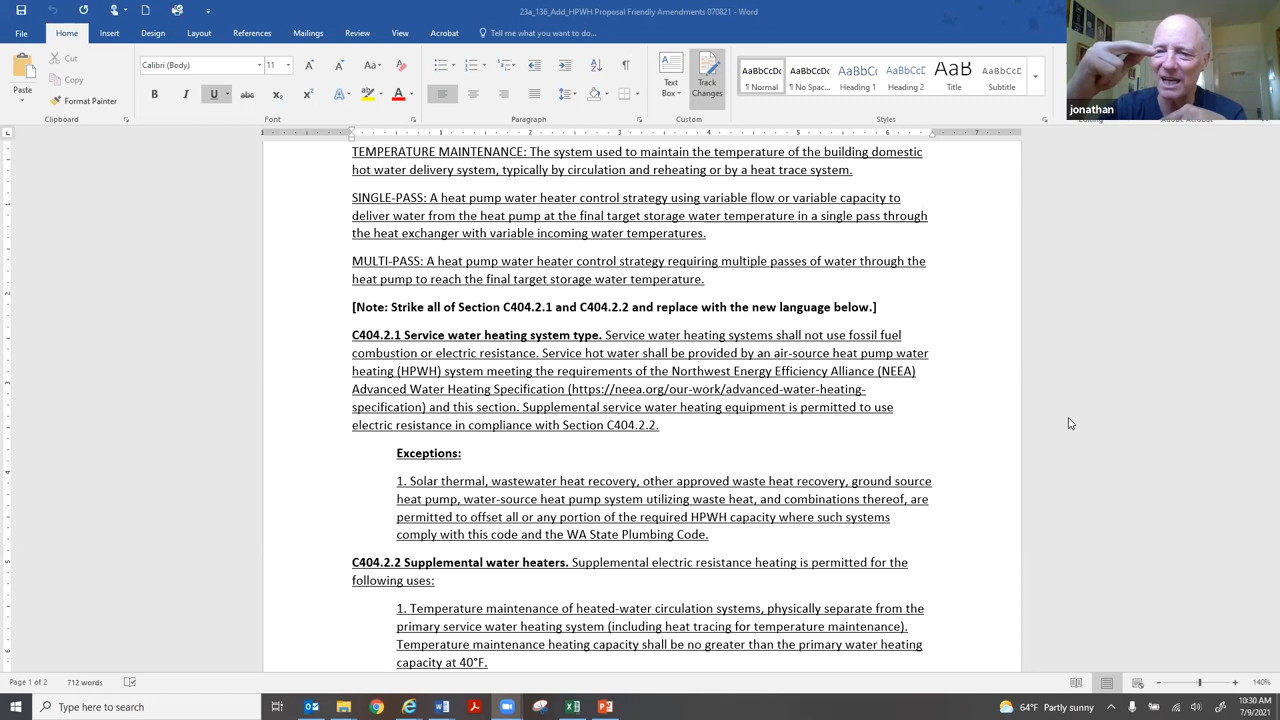 23a_136_Add_HPWH Proposal Friendly Amendments 070821 - Word
File Home Insert Design Layout References Mailings Review View Acrobat Tell me what you want to do...
Paste
Cut
Copy
Format Painter
Clipboard
Calibri (Body) 11 A A Aa
B I U abc X₂ X² A A
Font
Paragraph
Text Box
Track Changes
Custom
AaBbCcDc AaBbCcDc AaBbCc AaBbCcD AaB AaBbCcD
¶ Normal ¶ No Spac... Heading 1 Heading 2 Title Subtitle
Styles
jonathan
1 1 2 3 4 5 6 7
TEMPERATURE MAINTENANCE: The system used to maintain the temperature of the building domestic
hot water delivery system, typically by circulation and reheating or by a heat trace system.
SINGLE-PASS: A heat pump water heater control strategy using variable flow or variable capacity to
deliver water from the heat pump at the final target storage water temperature in a single pass through
the heat exchanger with variable incoming water temperatures.
MULTI-PASS: A heat pump water heater control strategy requiring multiple passes of water through the
heat pump to reach the final target storage water temperature.
[Note: Strike all of Section C404.2.1 and C404.2.2 and replace with the new language below.]
C404.2.1 Service water heating system type. Service water heating systems shall not use fossil fuel
combustion or electric resistance. Service hot water shall be provided by an air-source heat pump water
heating (HPWH) system meeting the requirements of the Northwest Energy Efficiency Alliance (NEEA)
Advanced Water Heating Specification (https://neea.org/our-work/advanced-water-heating-
specification) and this section. Supplemental service water heating equipment is permitted to use
electric resistance in compliance with Section C404.2.2.
Exceptions:
1. Solar thermal, wastewater heat recovery, other approved waste heat recovery, ground source
heat pump, water-source heat pump system utilizing waste heat, and combinations thereof, are
permitted to offset all or any portion of the required HPWH capacity where such systems
comply with this code and the WA State Plumbing Code.
C404.2.2 Supplemental water heaters. Supplemental electric resistance heating is permitted for the
following uses:
1. Temperature maintenance of heated-water circulation systems, physically separate from the
primary service water heating system (including heat tracing for temperature maintenance).
Temperature maintenance heating capacity shall be no greater than the primary water heating
capacity at 40°F.
Page 1 of 2 712 words 140%
Type here to search 64°F Partly sunny 10:30 AM
7/9/2021